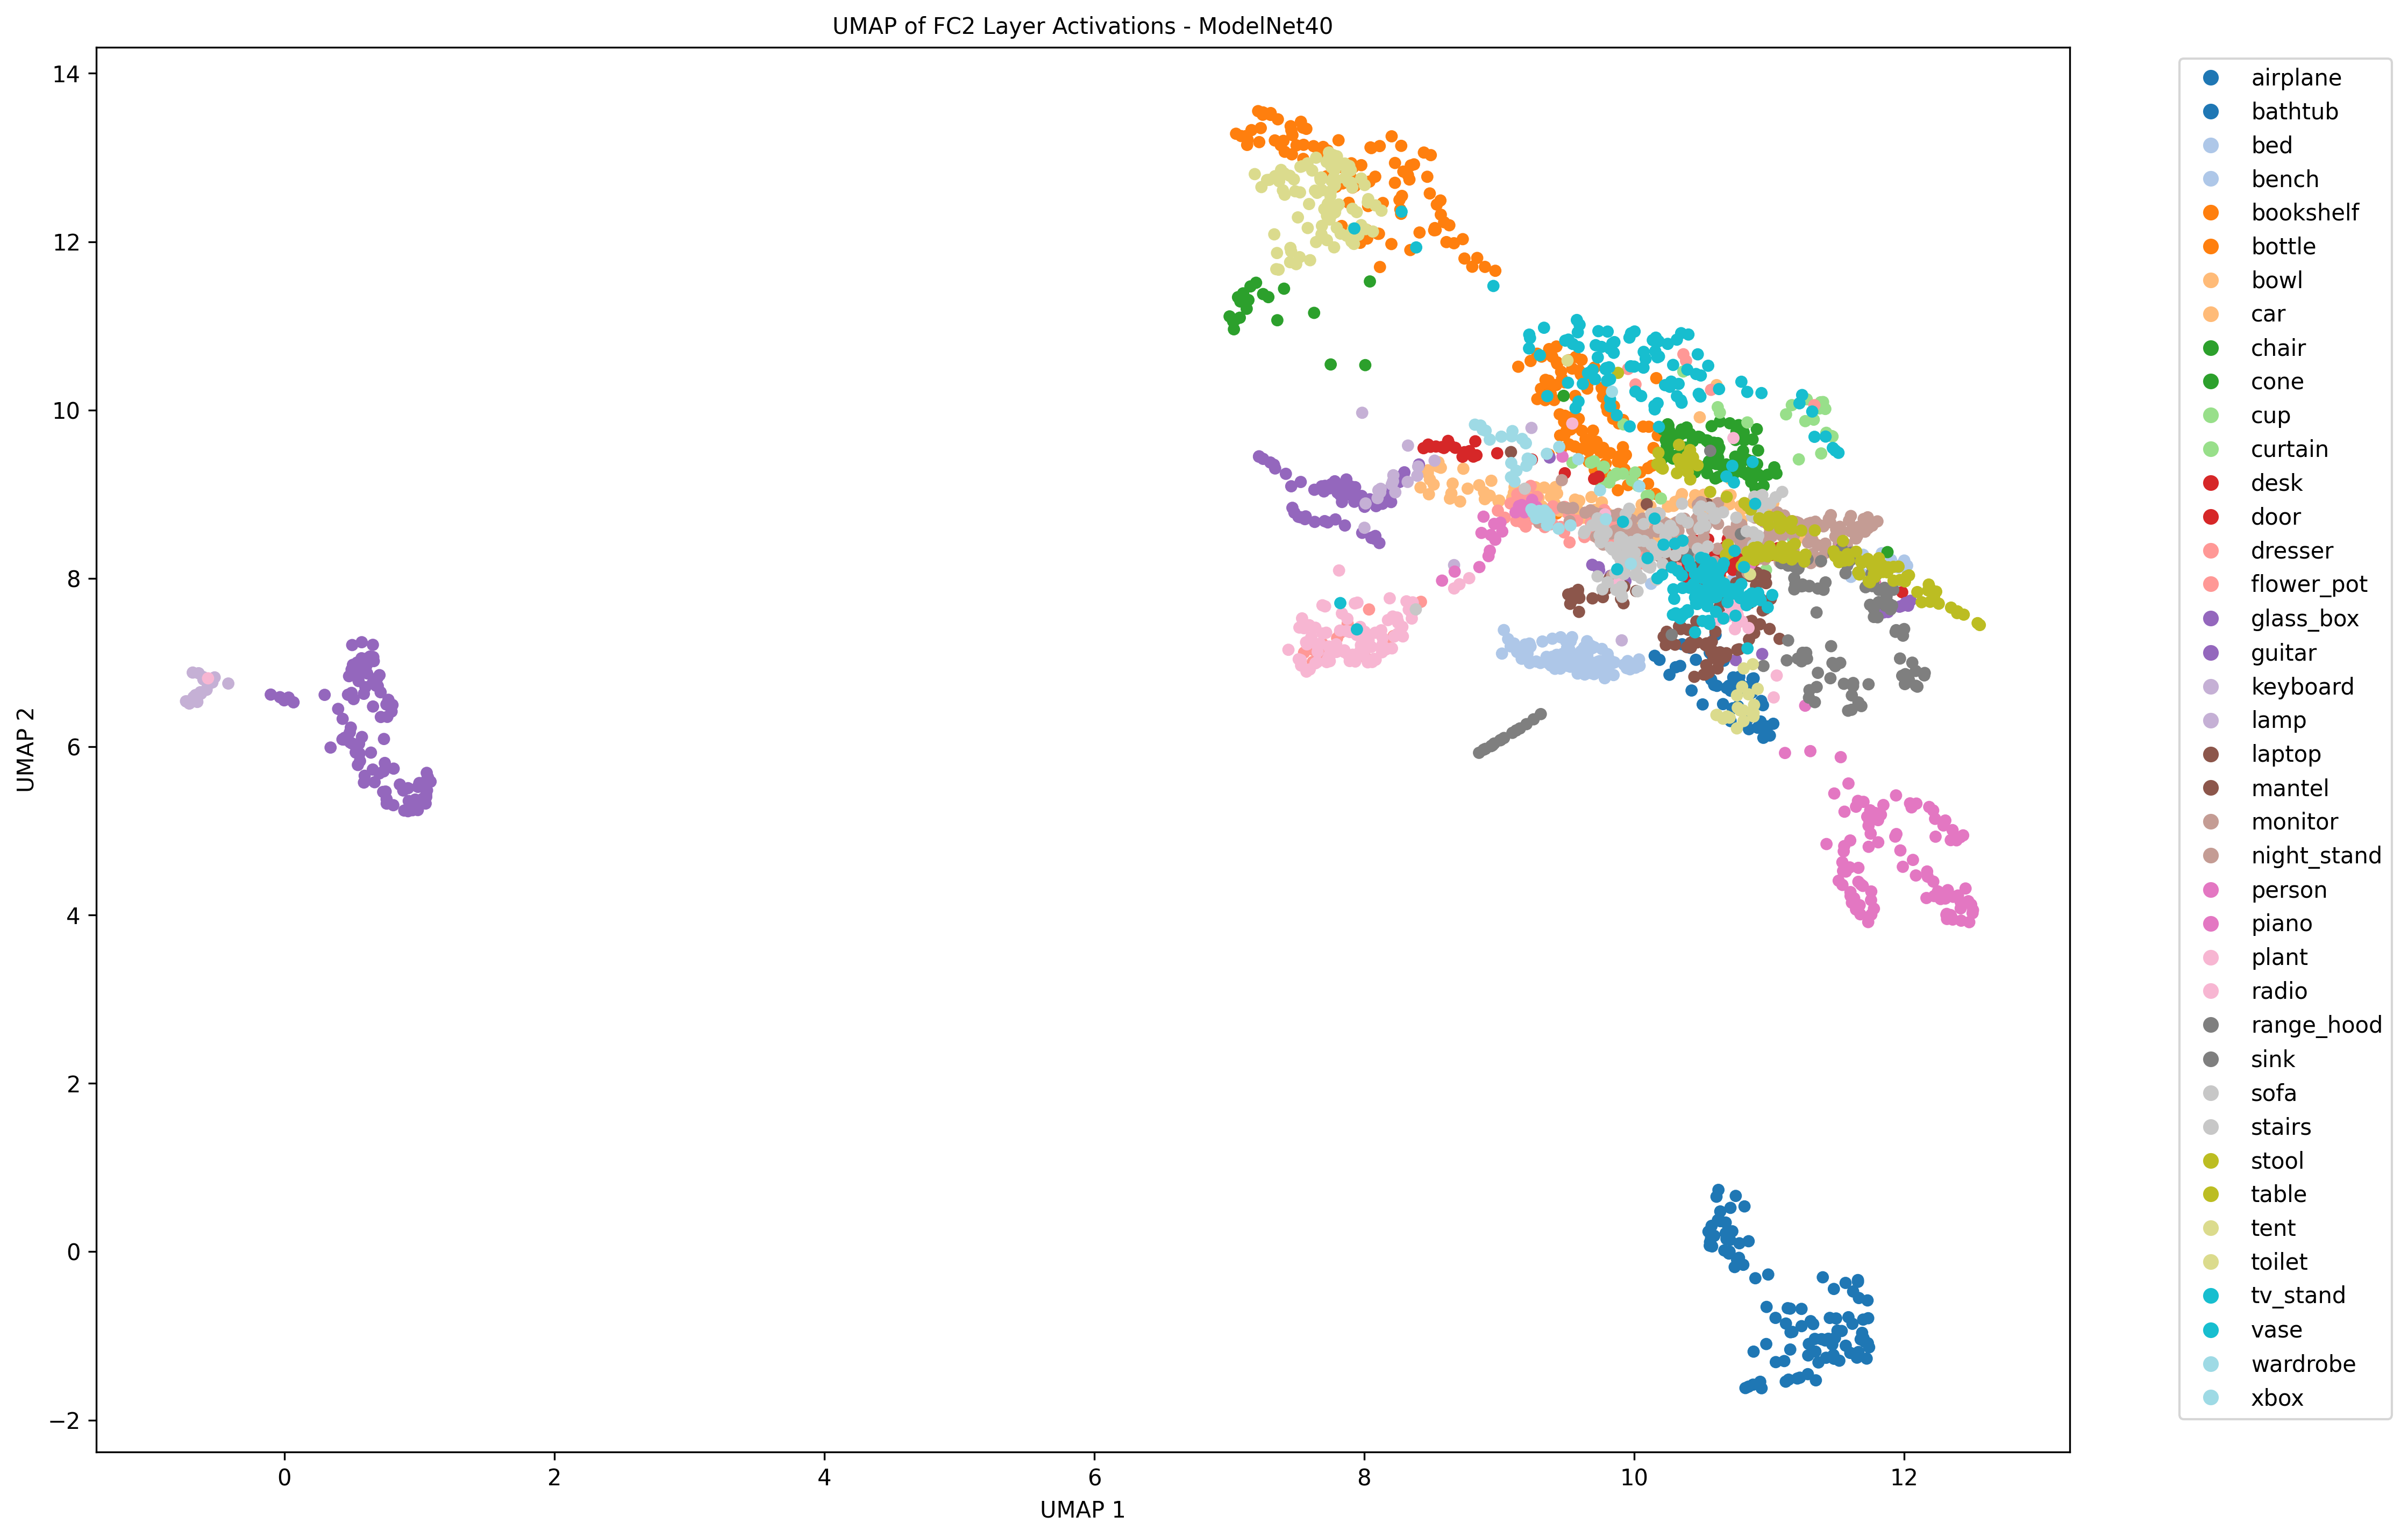 UMAP of FC2 Layer Activations - ModelNet40
14
12
10
8
6
4
2
0
−2
UMAP 2
0
2
4
6
8
10
12
UMAP 1
airplane
bathtub
bed
bench
bookshelf
bottle
bowl
car
chair
cone
cup
curtain
desk
door
dresser
flower_pot
glass_box
guitar
keyboard
lamp
laptop
mantel
monitor
night_stand
person
piano
plant
radio
range_hood
sink
sofa
stairs
stool
table
tent
toilet
tv_stand
vase
wardrobe
xbox